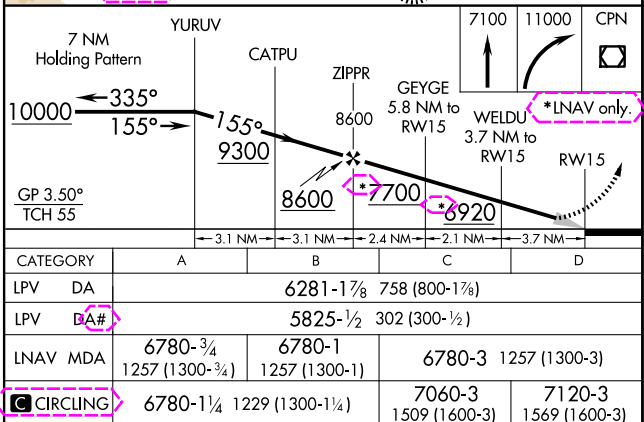 7100 11000 CPN
*LNAV only.
7 NM
Holding Pattern
YURUV
CATPU
ZIPPR
8600
GEYGE
5.8 NM to
RW15
WELDU
3.7 NM to
RW15
RW15
10000
335°
155°
155°
9300
8600
*7700
*6920
GP 3.50°
TCH 55
3.1 NM 3.1 NM 2.4 NM 2.1 NM 3.7 NM
CATEGORY A B C D
LPV DA 6281-1⅞ 758 (800-1⅞)
LPV DA# 5825-½ 302 (300-½)
LNAV MDA 6780-¾ 1257 (1300-¾) 6780-1 1257 (1300-1) 6780-3 1257 (1300-3)
C CIRCLING 6780-1¼ 1229 (1300-1¼) 7060-3 1509 (1600-3) 7120-3 1569 (1600-3)